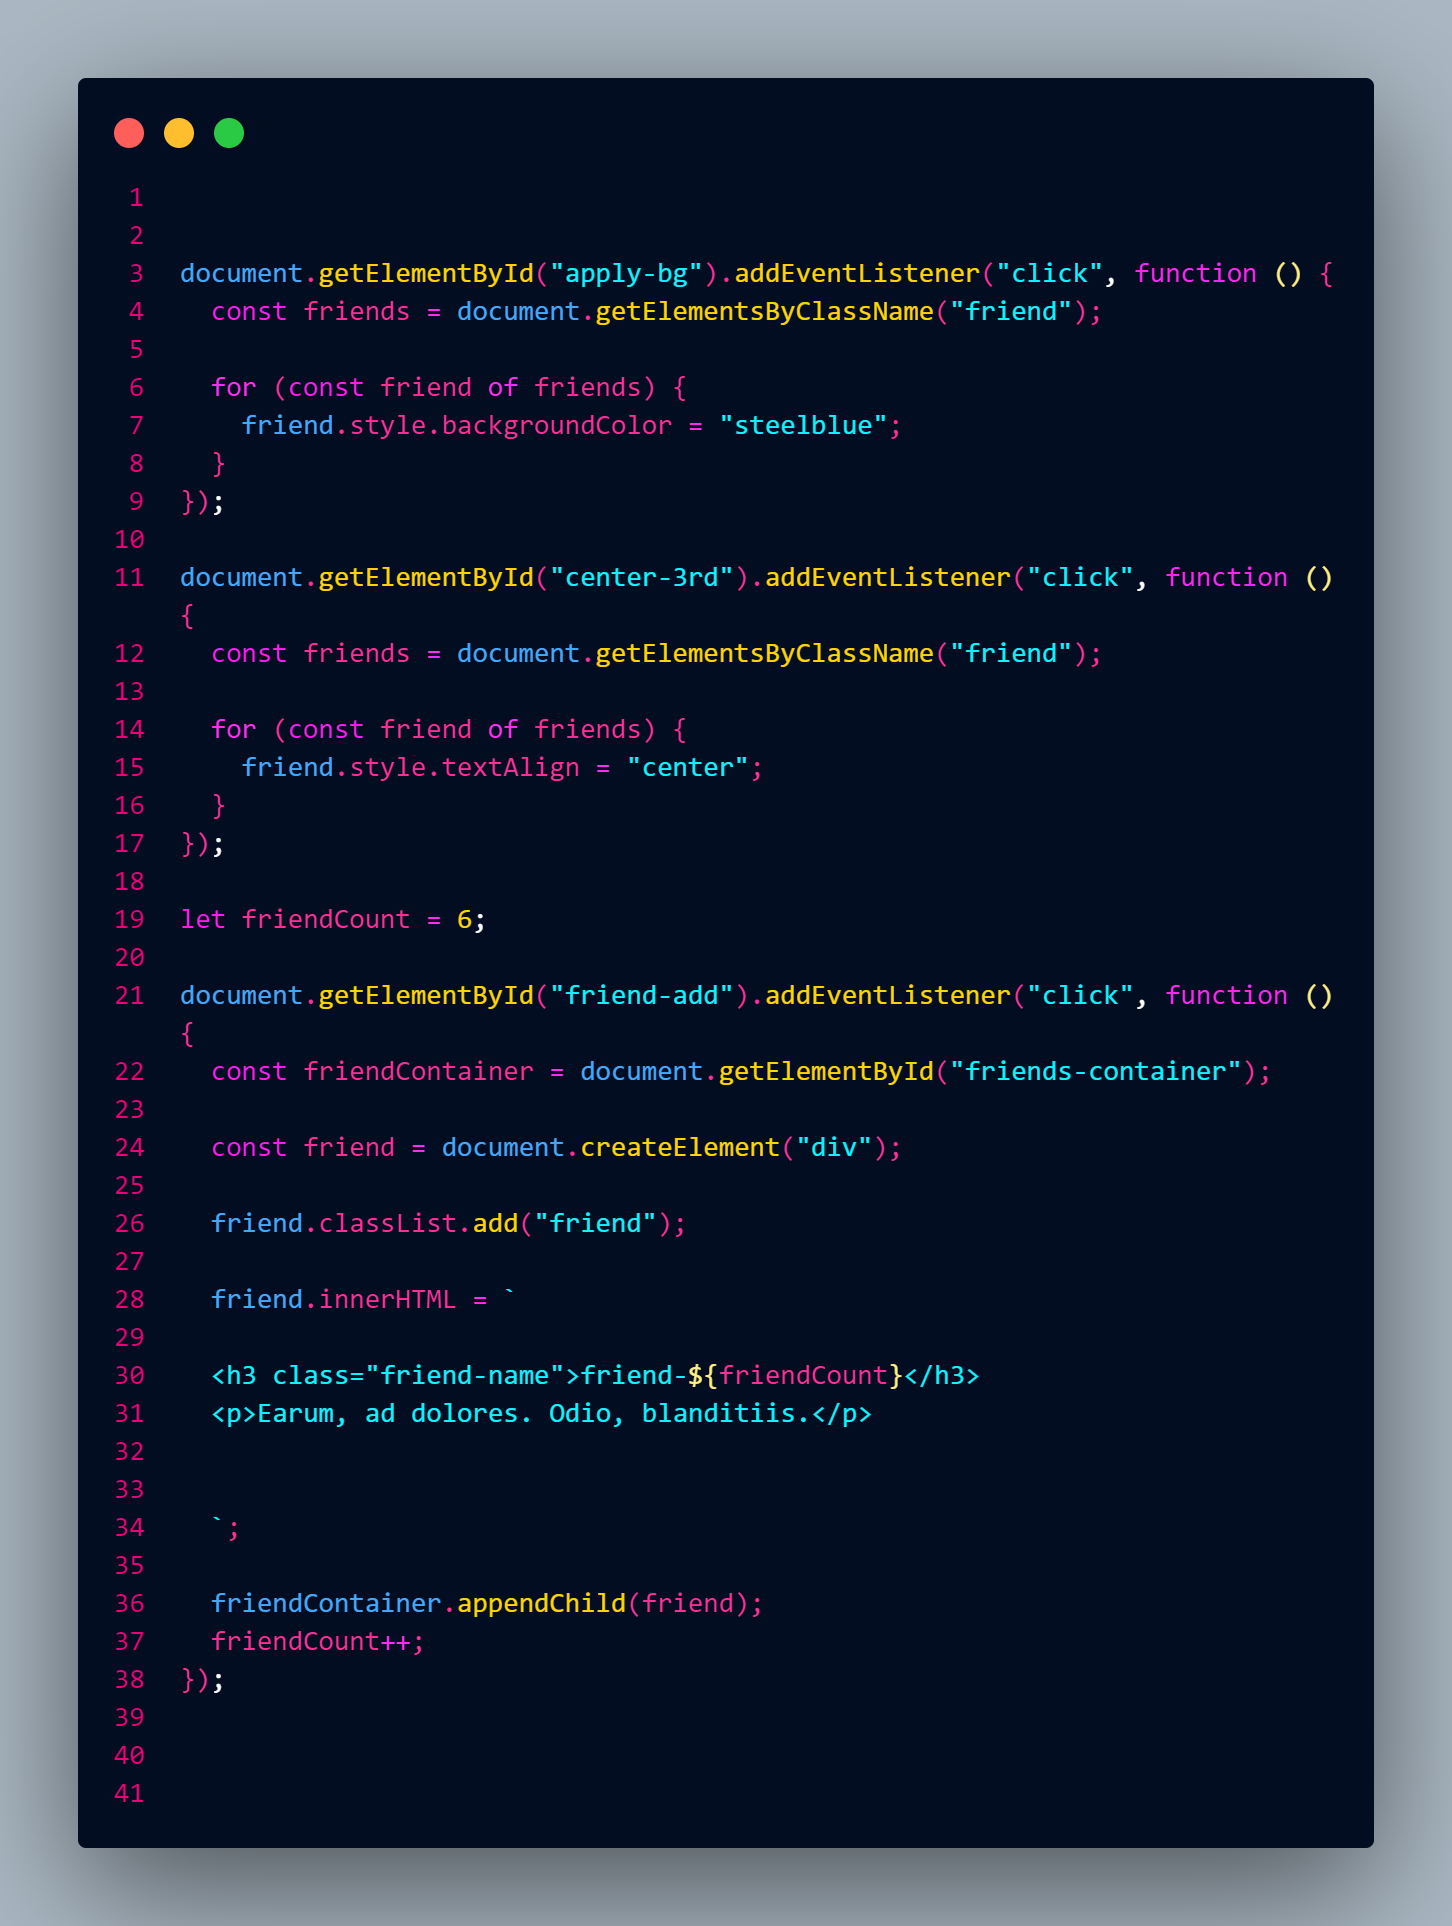 1
2
3 document.getElementById("apply-bg").addEventListener("click", function () {
4   const friends = document.getElementsByClassName("friend");
5
6   for (const friend of friends) {
7     friend.style.backgroundColor = "steelblue";
8   }
9 });
10
11 document.getElementById("center-3rd").addEventListener("click", function ()
{
12   const friends = document.getElementsByClassName("friend");
13
14   for (const friend of friends) {
15     friend.style.textAlign = "center";
16   }
17 });
18
19 let friendCount = 6;
20
21 document.getElementById("friend-add").addEventListener("click", function ()
{
22   const friendContainer = document.getElementById("friends-container");
23
24   const friend = document.createElement("div");
25
26   friend.classList.add("friend");
27
28   friend.innerHTML = `
29
30   <h3 class="friend-name">friend-${friendCount}</h3>
31   <p>Earum, ad dolores. Odio, blanditiis.</p>
32
33
34   `;
35
36   friendContainer.appendChild(friend);
37   friendCount++;
38 });
39
40
41